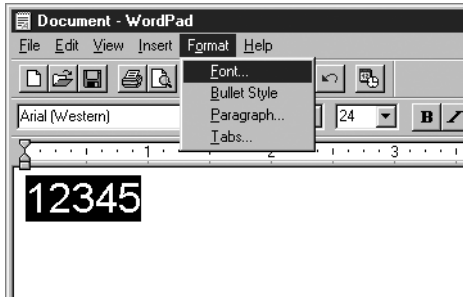 Document - WordPad
File Edit View Insert Format Help
Font...
Bullet Style
Paragraph...
Tabs...
Arial (Western) 24 B I
1 2 3
12345